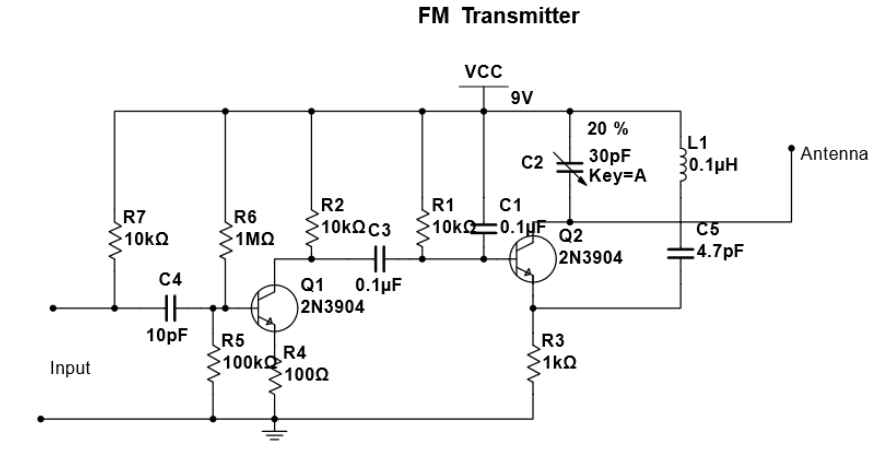 FM Transmitter
VCC
9V
20 %
C2
30pF
Key=A
L1
0.1µH
Antenna
R7
10kΩ
R6
1MΩ
R2
10kΩ
C3
0.1µF
R1
10kΩ
C1
0.1µF
Q2
2N3904
C5
4.7pF
C4
10pF
Q1
2N3904
R5
100kΩ
R4
100Ω
R3
1kΩ
Input